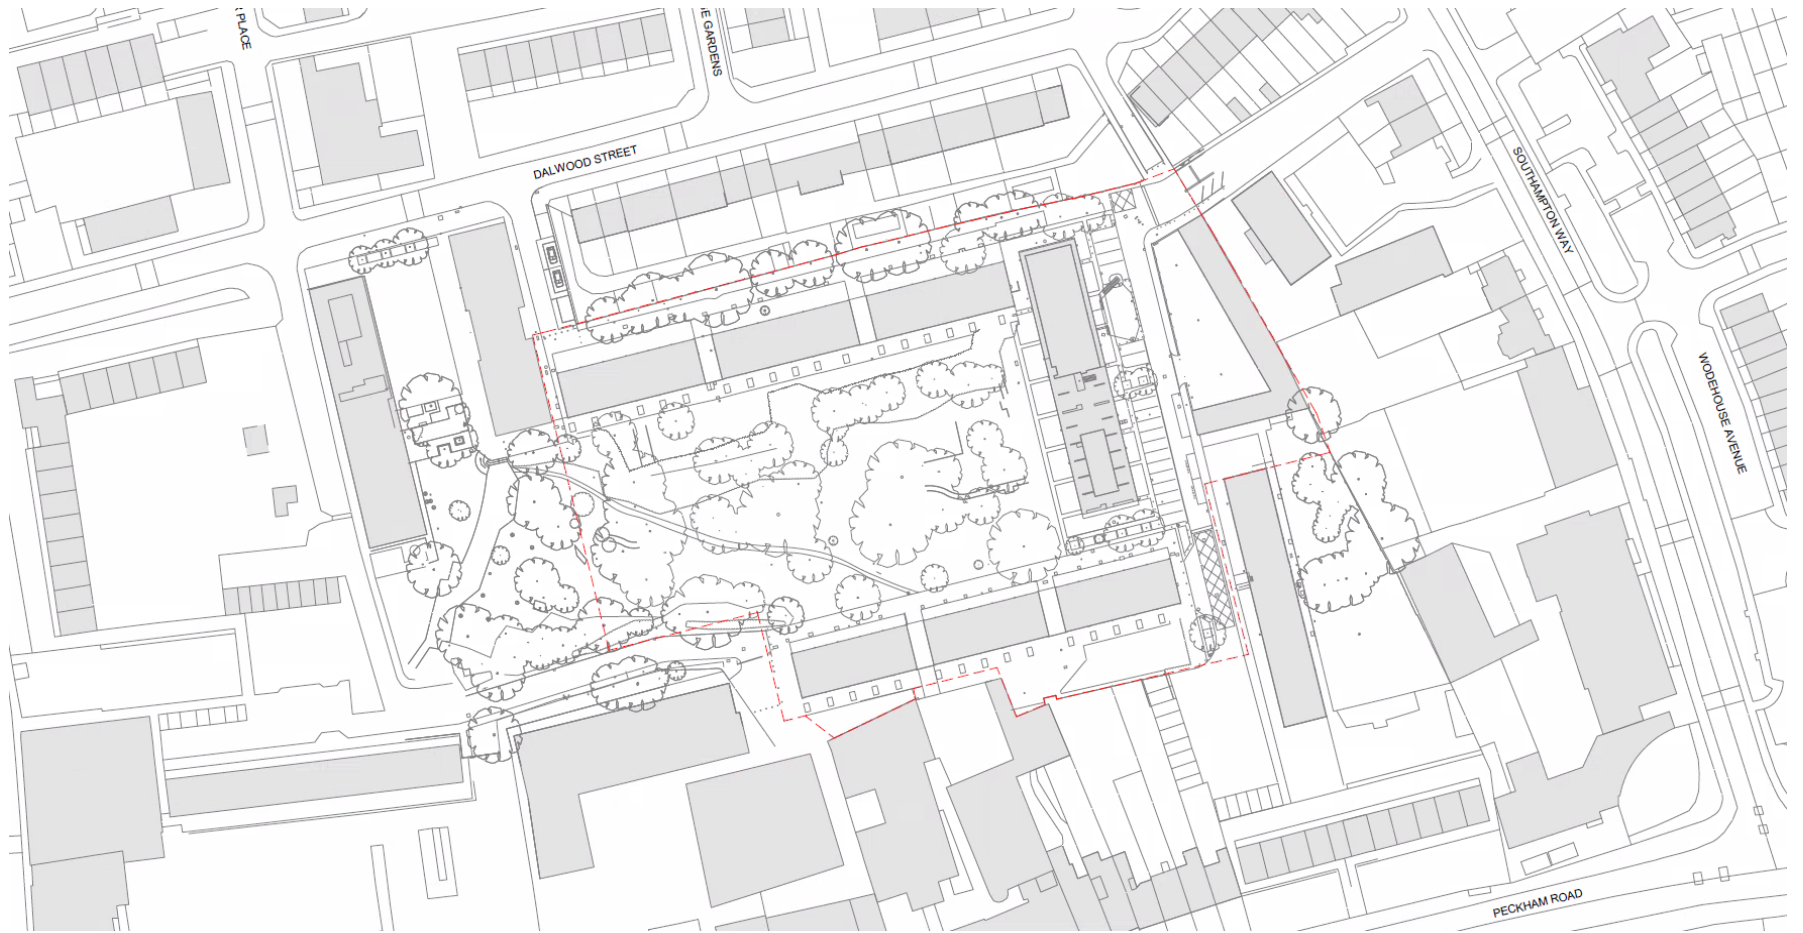 PLACE
GARDENS
DALWOOD STREET
SOUTHAMPTON WAY
WODEHOUSE AVENUE
PECKHAM ROAD